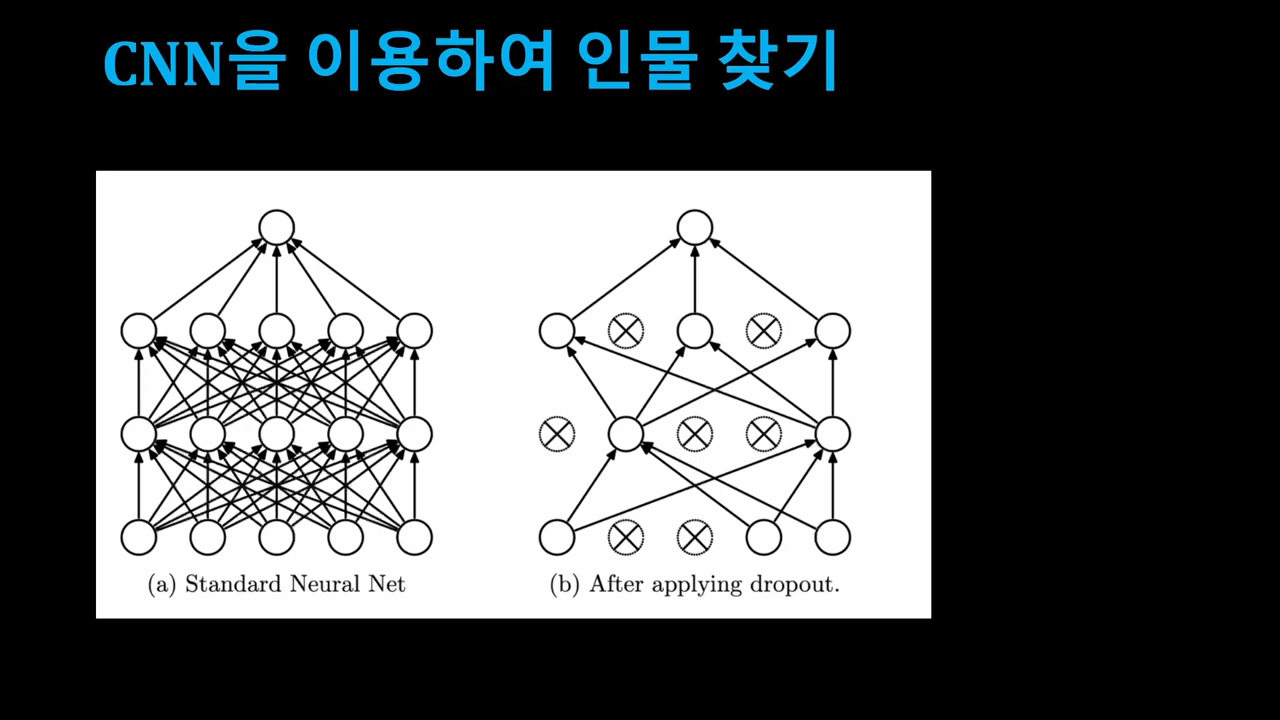 CNN을 이용하여 인물 찾기
(a) Standard Neural Net
(b) After applying dropout.